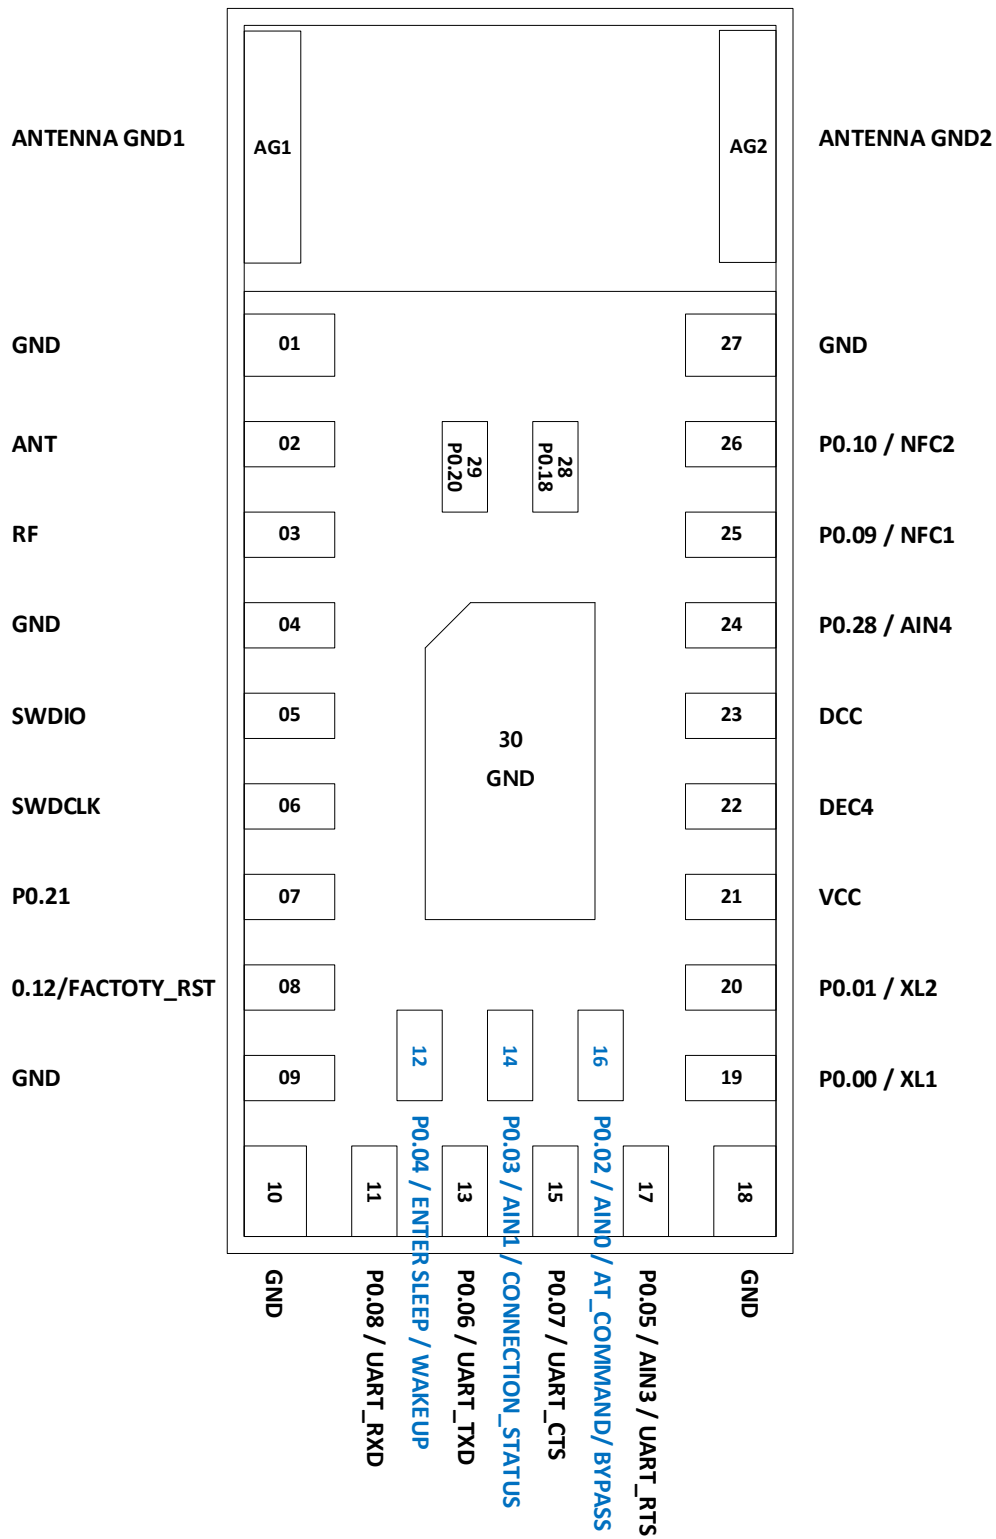 ANTENNA GND1
AG1
AG2
ANTENNA GND2
GND
01
27
GND
ANT
02
29
P0.20
28
P0.18
26
P0.10 / NFC2
RF
03
25
P0.09 / NFC1
GND
04
24
P0.28 / AIN4
SWDIO
05
23
DCC
30
GND
SWDCLK
06
22
DEC4
P0.21
07
21
VCC
0.12/FACTOTY_RST
08
20
P0.01 / XL2
GND
09
12
14
16
19
P0.00 / XL1
10
11
13
15
17
18
GND
P0.08 / UART_RXD
P0.04 / ENTER SLEEP / WAKEUP
P0.06 / UART_TXD
P0.03 / AIN1 / CONNECTION_STATUS
P0.07 / UART_CTS
P0.02 / AIN0 / AT_COMMAND/ BYPASS
P0.05 / AIN3 / UART_RTS
GND